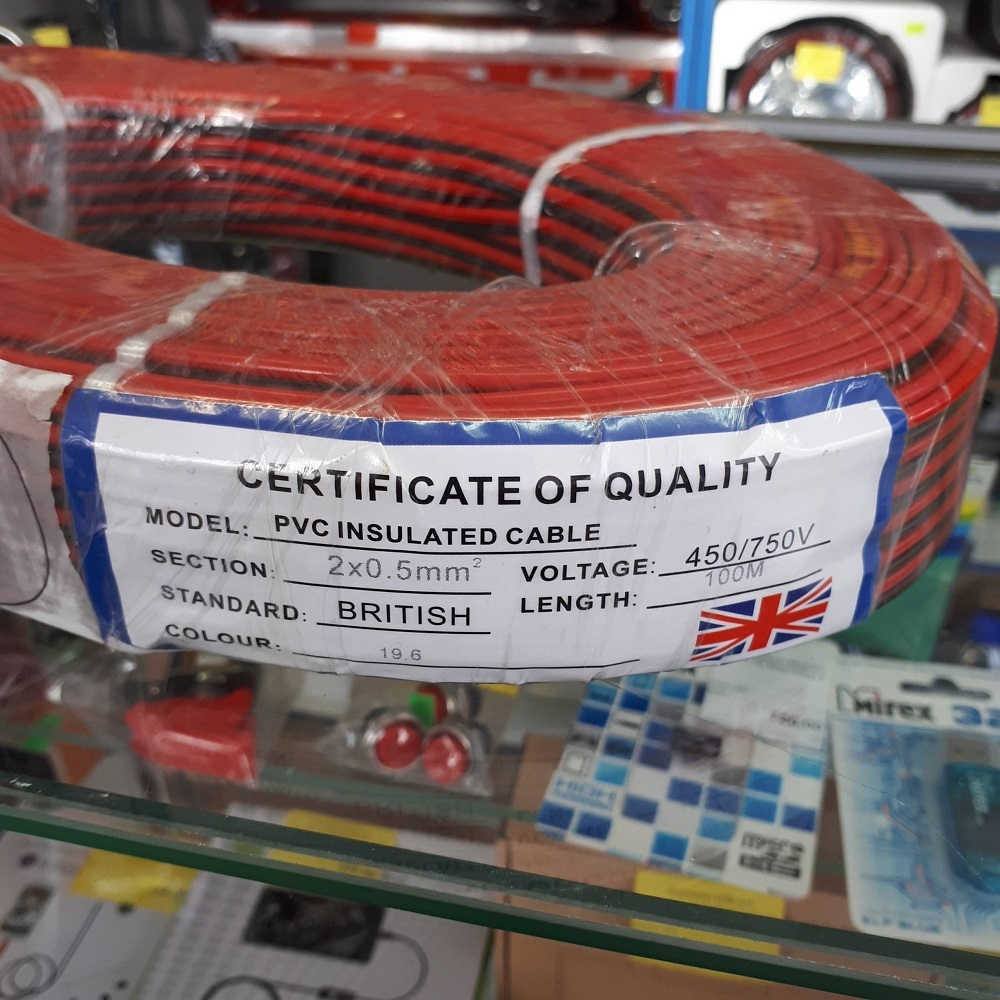 CERTIFICATE OF QUALITY
MODEL: PVC INSULATED CABLE
SECTION: 2x0.5mm²
VOLTAGE: 450/750V
STANDARD: BRITISH
LENGTH: 100M
COLOUR: 19.6
Mirex